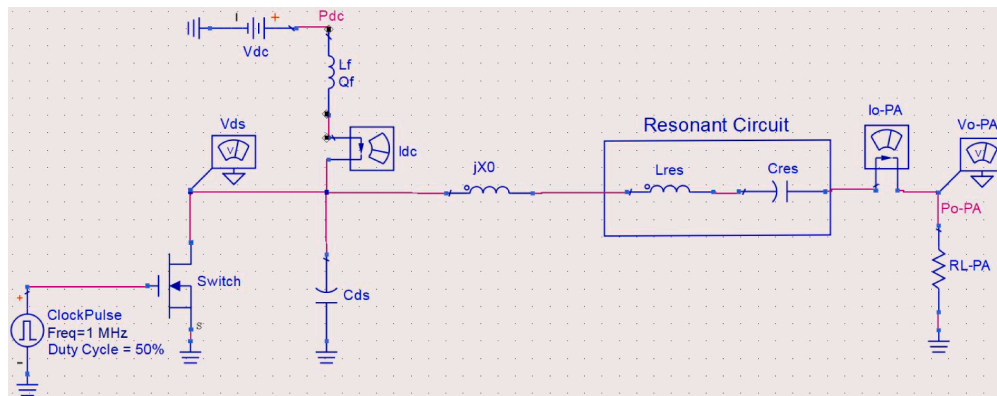 Pdc
Vdc
Lf
Qf
Vds
V
Idc
Resonant Circuit
Io-PA
Vo-PA
V
jX0
Lres
Cres
Po-PA
RL-PA
Switch
Cds
S
ClockPulse
Freq=1 MHz
Duty Cycle = 50%